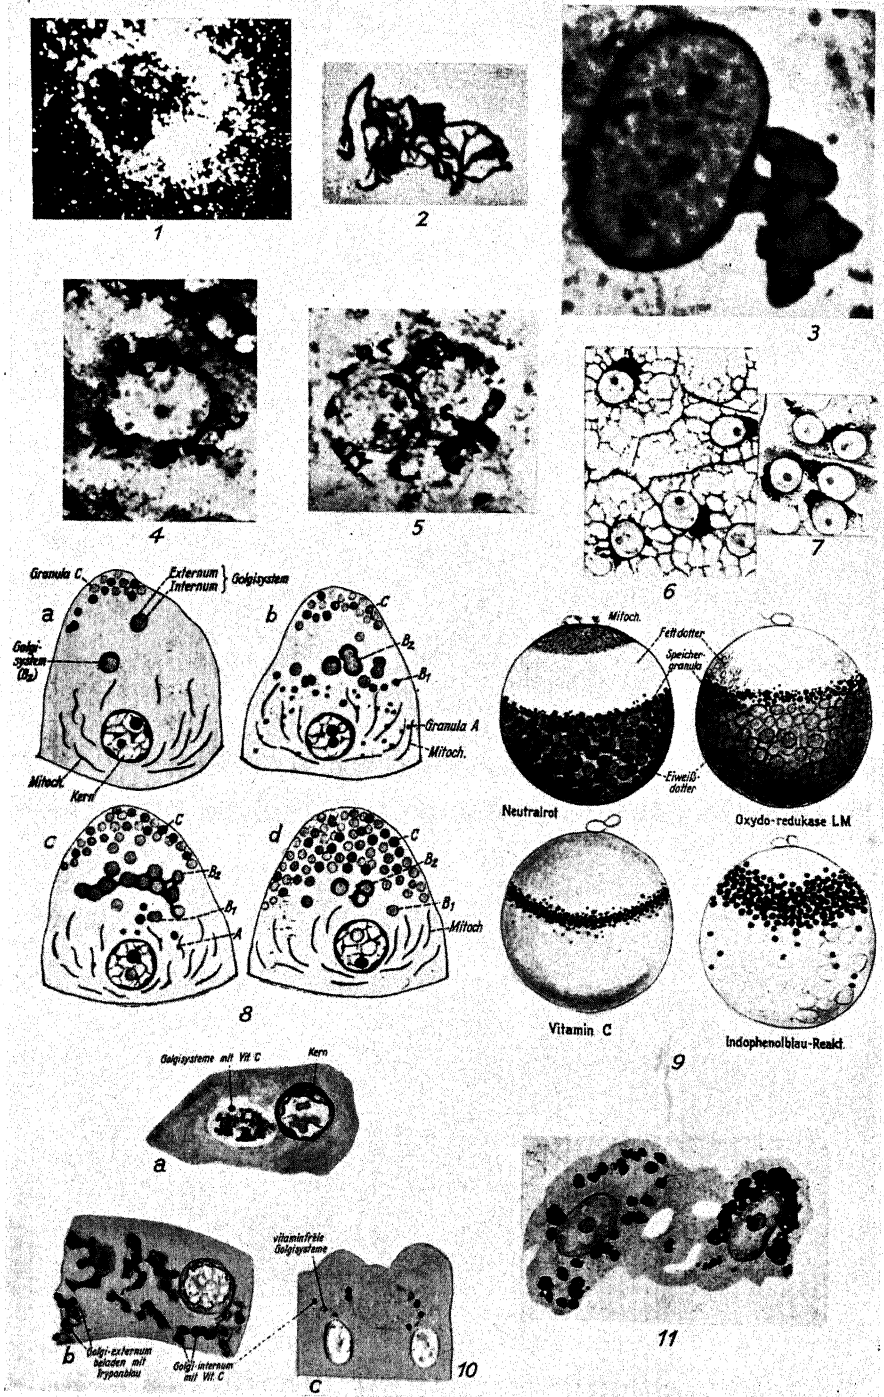 1
2
3
4
5
6
7
Granula C
Externum
Internum
Golgisystem
a
Golgi-
system
(B₂)
Mitoch.
Kern
b
C
B₂
B₁
Granula A
Mitoch.
c
C
B₂
B₁
A
d
C
B₂
B₁
Mitoch
8
Mitoch.
Fettdotter
Speicher-
granula
Eiweiß-
dotter
Neutralrot
Oxydo-redukase LM
Vitamin C
Indophenolblau-Reakt.
9
Golgisysteme mit Vit C
Kern
a
b
Golgi-externum
beladen mit
Trypanblau
Golgi-internum
mit Vit. C
vitaminfreie
Golgisysteme
c
10
11